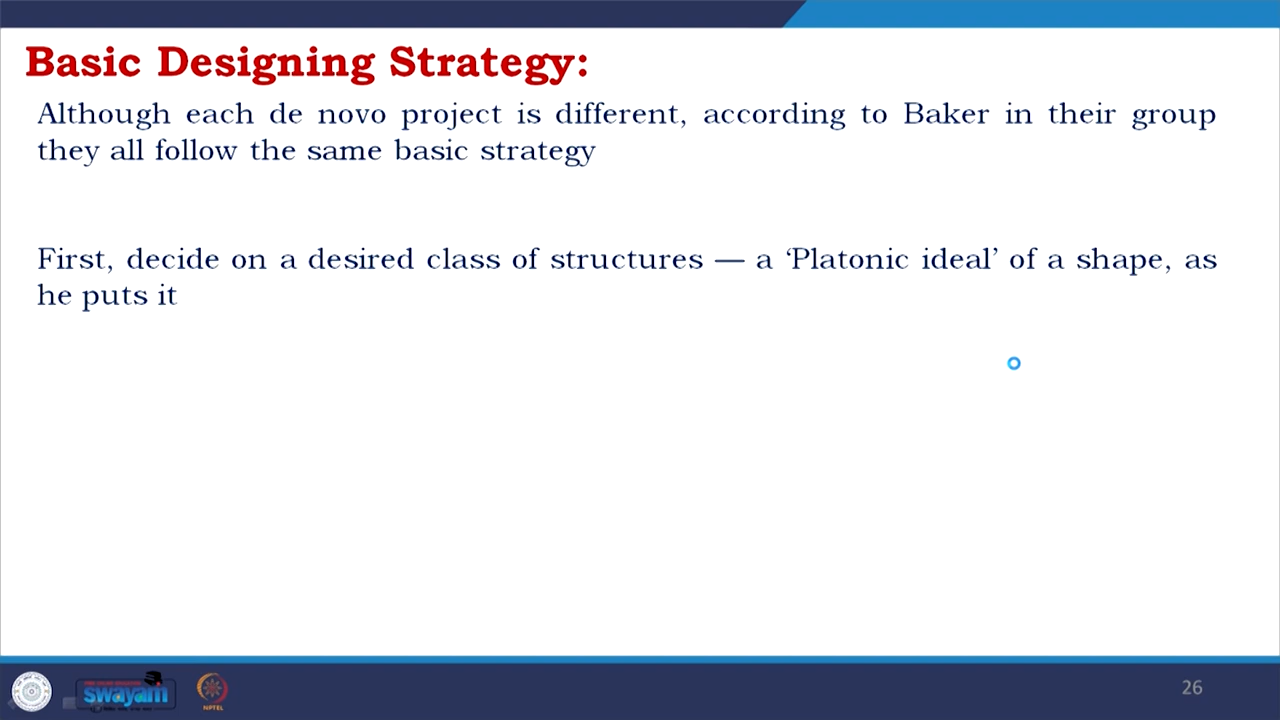 Basic Designing Strategy:
Although each de novo project is different, according to Baker in their group
they all follow the same basic strategy
First, decide on a desired class of structures — a ‘Platonic ideal’ of a shape, as
he puts it
swayam
NPTEL
26